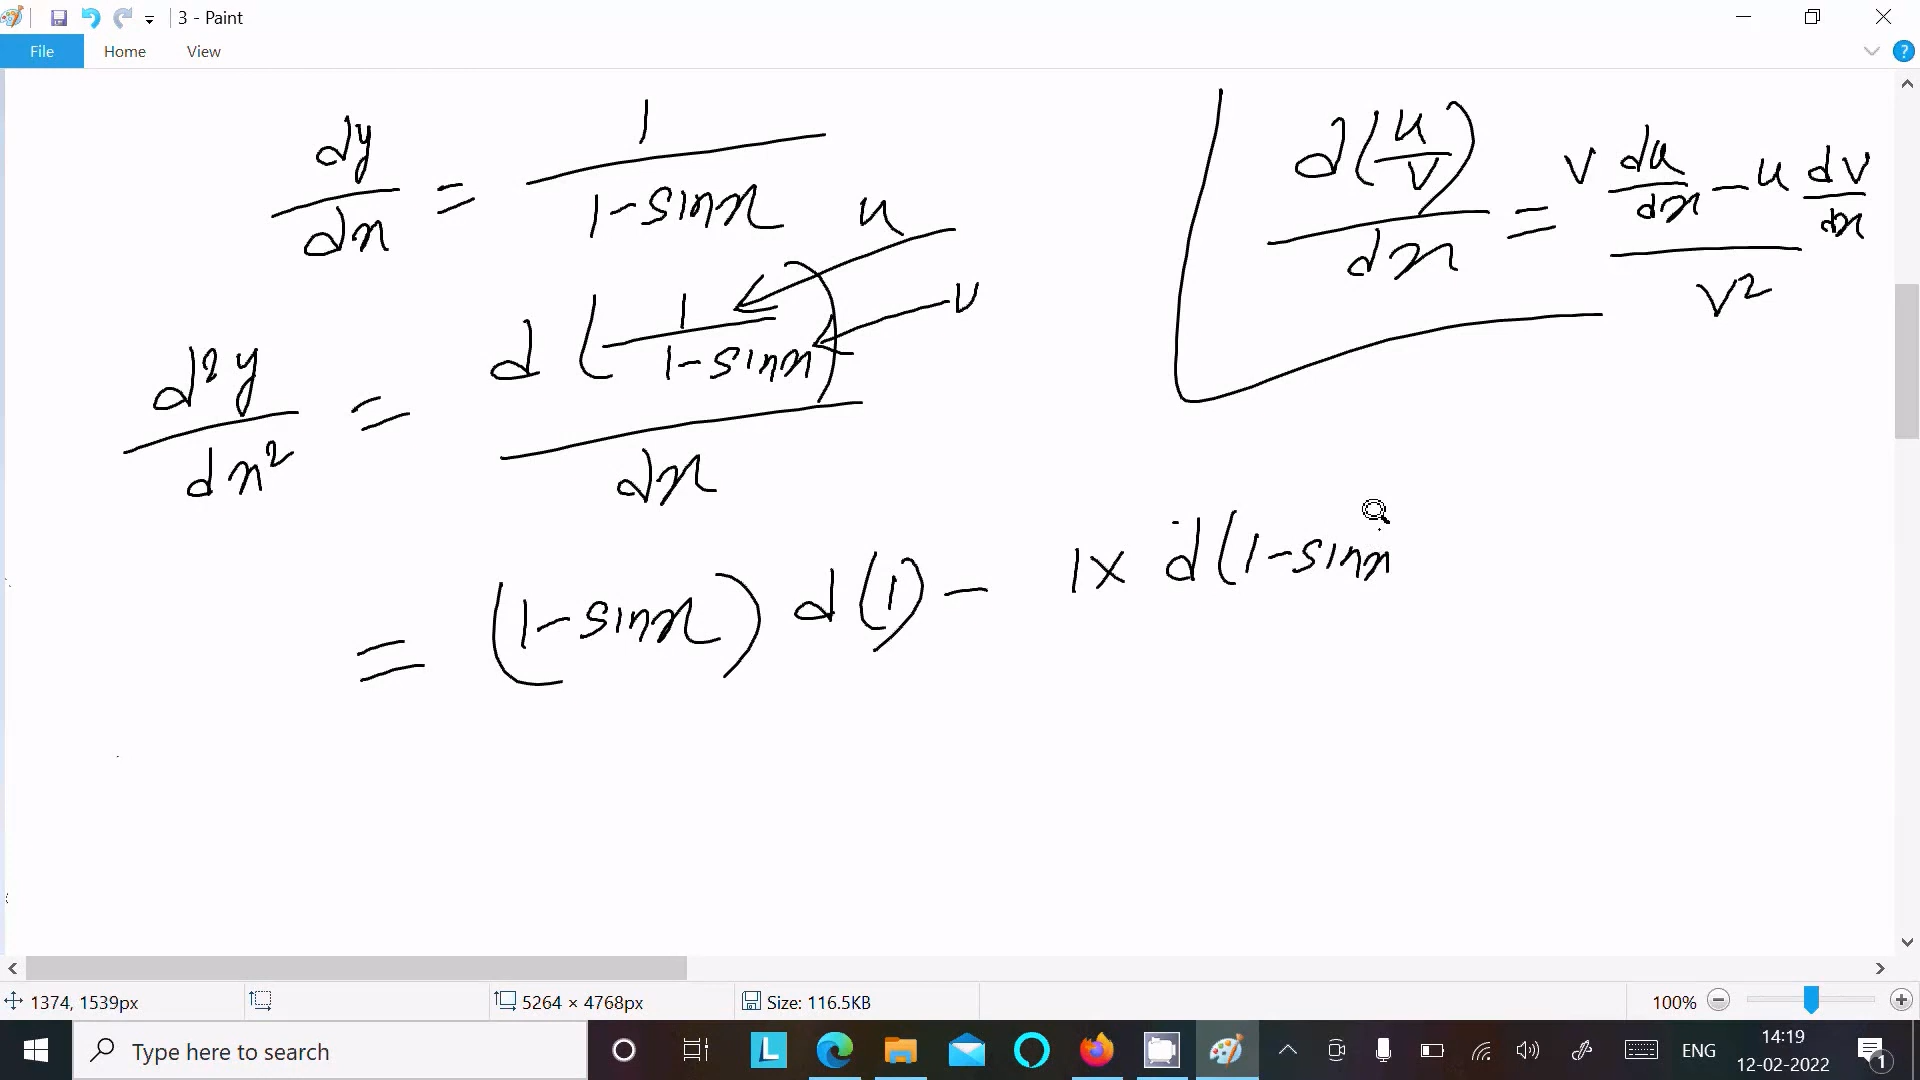 3 - Paint
File Home View
dy/dx = 1/(1-sinx)
d(u/v)/dx = (v du/dx - u dv/dx)/v²
u
v
d²y/dx² = d(1/(1-sinx))/dx
= (1-sinx) d(1) - 1× d(1-sinx
1374, 1539px 5264 × 4768px Size: 116.5KB 100%
Type here to search L ENG 14:19
12-02-2022 1